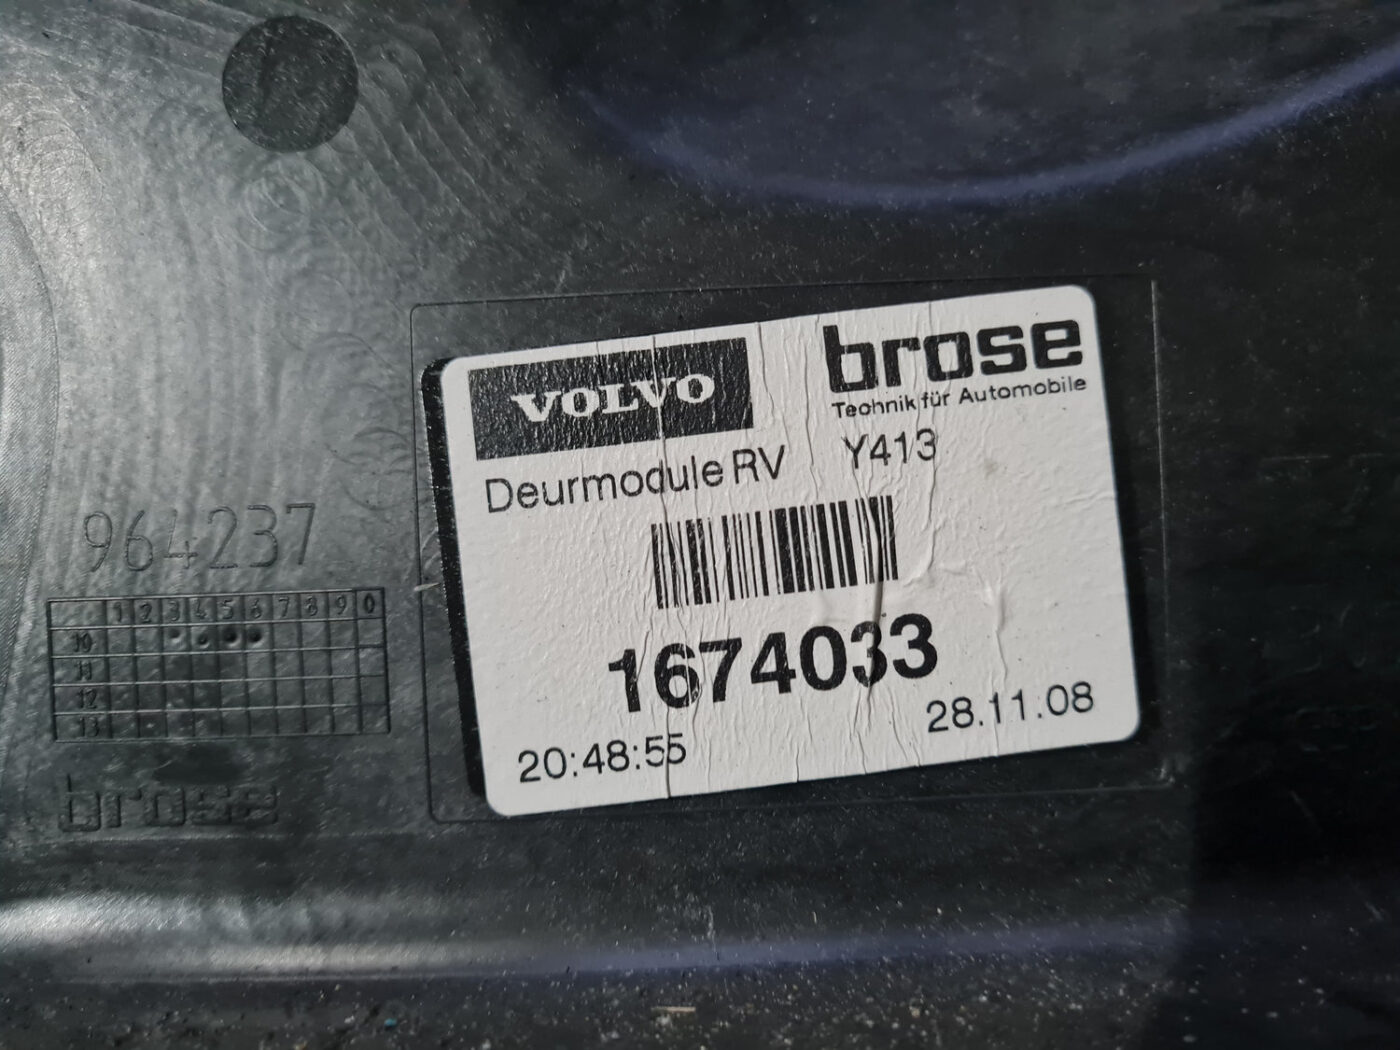 VOLVO
brose
Technik für Automobile
Deurmodule RV Y413
1674033
20:48:55 28.11.08
964237
1 2 3 4 5 6 7 8 9 0
10
11
12
13
brose